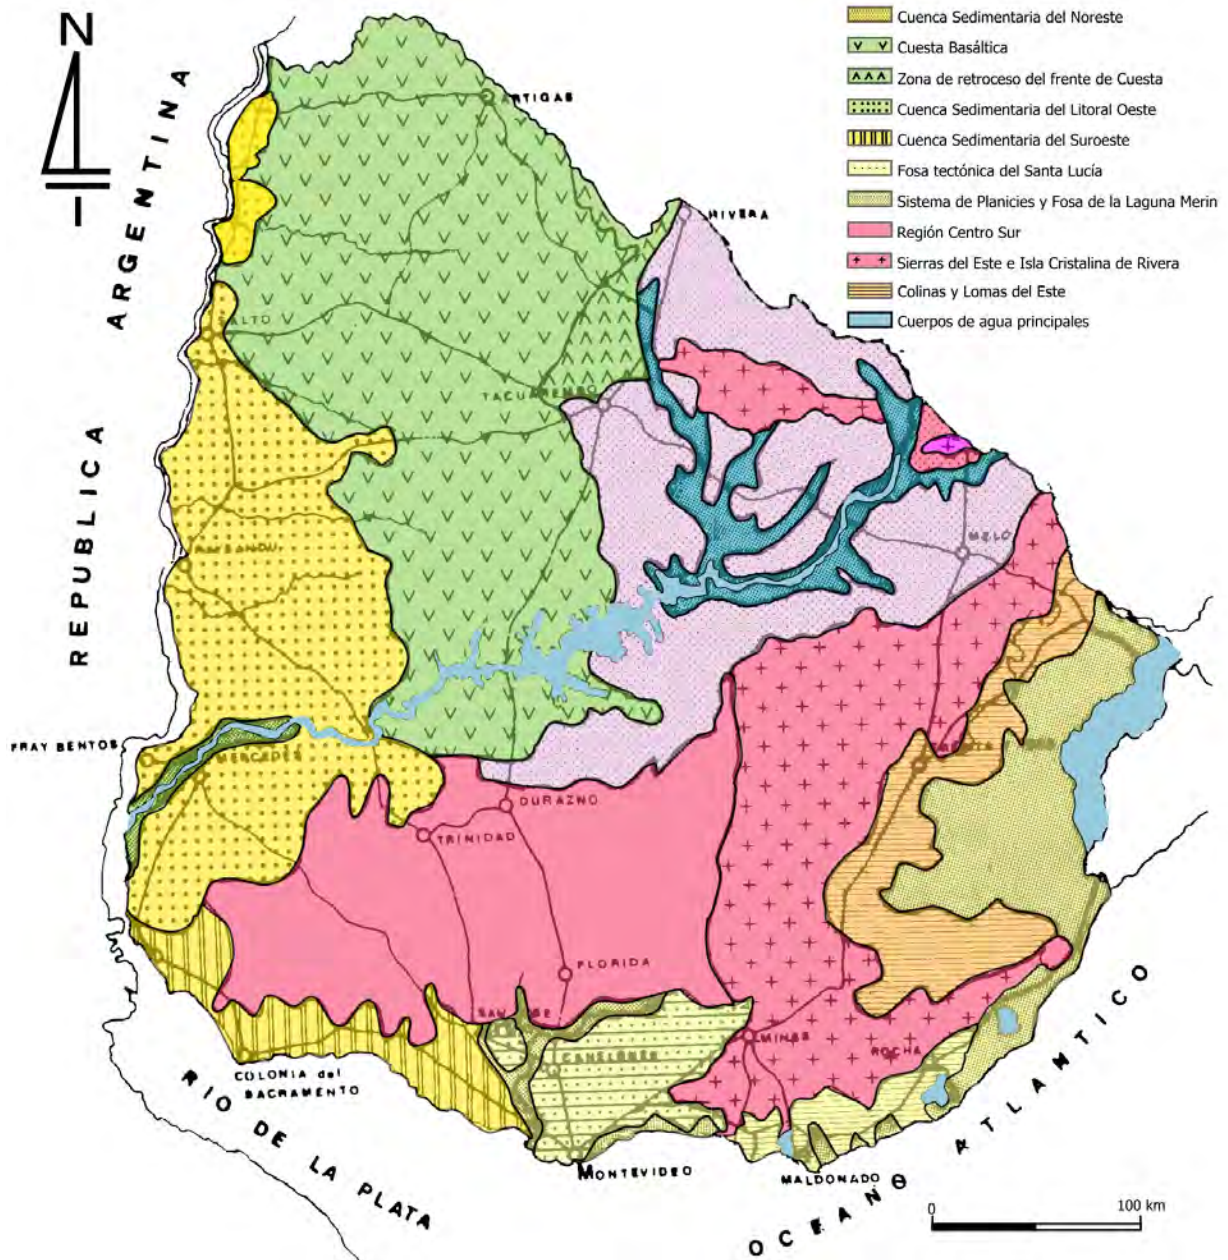 N
Cuenca Sedimentaria del Noreste
Cuesta Basáltica
Zona de retroceso del frente de Cuesta
Cuenca Sedimentaria del Litoral Oeste
Cuenca Sedimentaria del Suroeste
Fosa tectónica del Santa Lucía
Sistema de Planicies y Fosa de la Laguna Merin
Región Centro Sur
Sierras del Este e Isla Cristalina de Rivera
Colinas y Lomas del Este
Cuerpos de agua principales
REPUBLICA ARGENTINA
ARTIGAS
RIVERA
SALTO
TACUAREMBO
MELO
FRAY BENTOS
MERCEDES
DURAZNO
TRINIDAD
FLORIDA
MINAS
ROCHA
CANELONES
COLONIA del
SACRAMENTO
MONTEVIDEO
MALDONADO
RIO DE LA PLATA
OCEANO ATLAMTICO
0
100 km